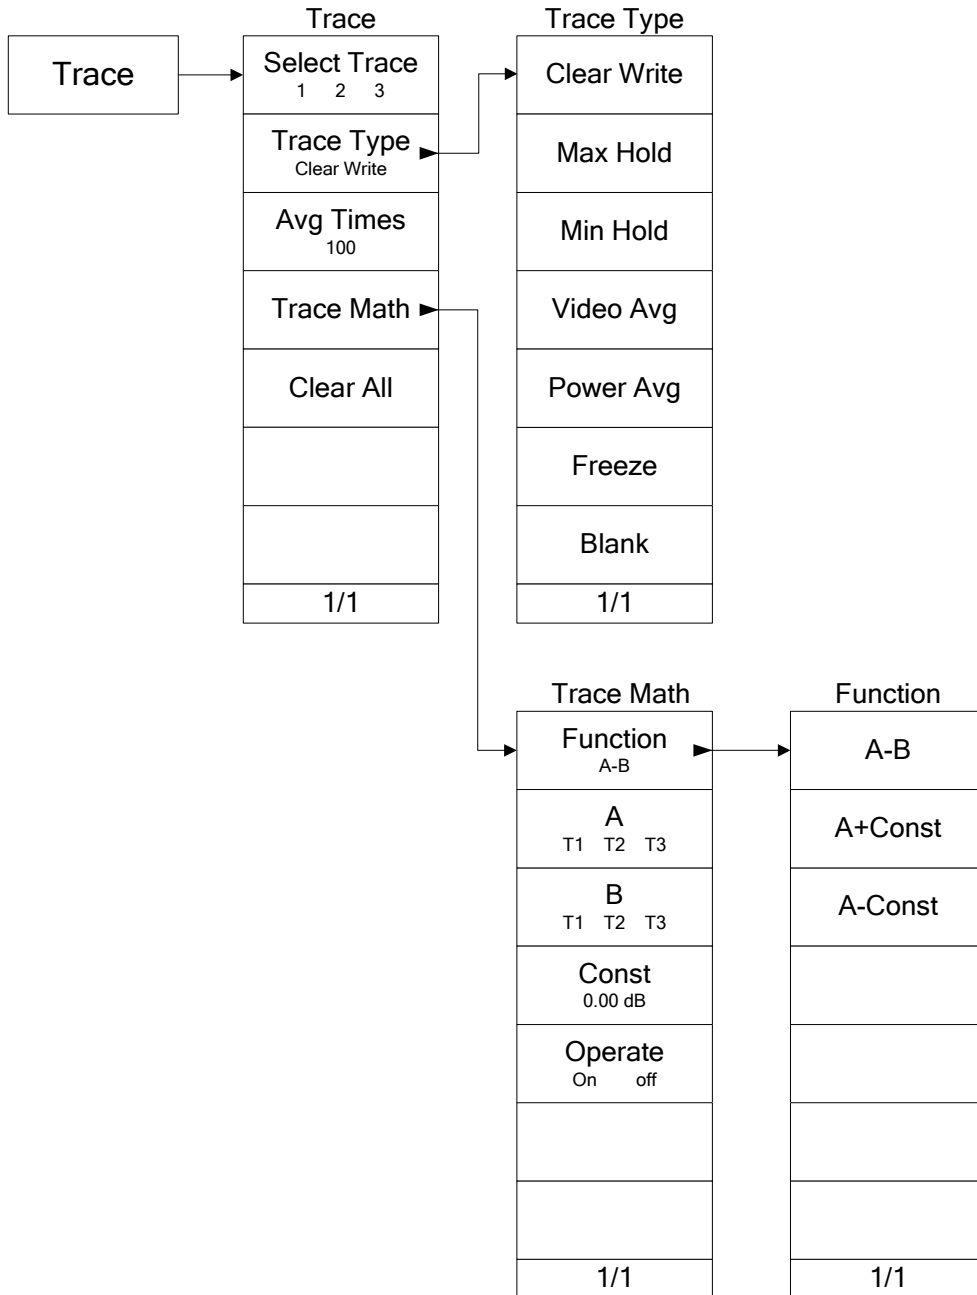 Trace
Trace
Select Trace
1 2 3
Trace Type
Clear Write
Avg Times
100
Trace Math
Clear All
1/1
Trace Type
Clear Write
Max Hold
Min Hold
Video Avg
Power Avg
Freeze
Blank
1/1
Trace Math
Function
A-B
A
T1 T2 T3
B
T1 T2 T3
Const
0.00 dB
Operate
On off
1/1
Function
A-B
A+Const
A-Const
1/1